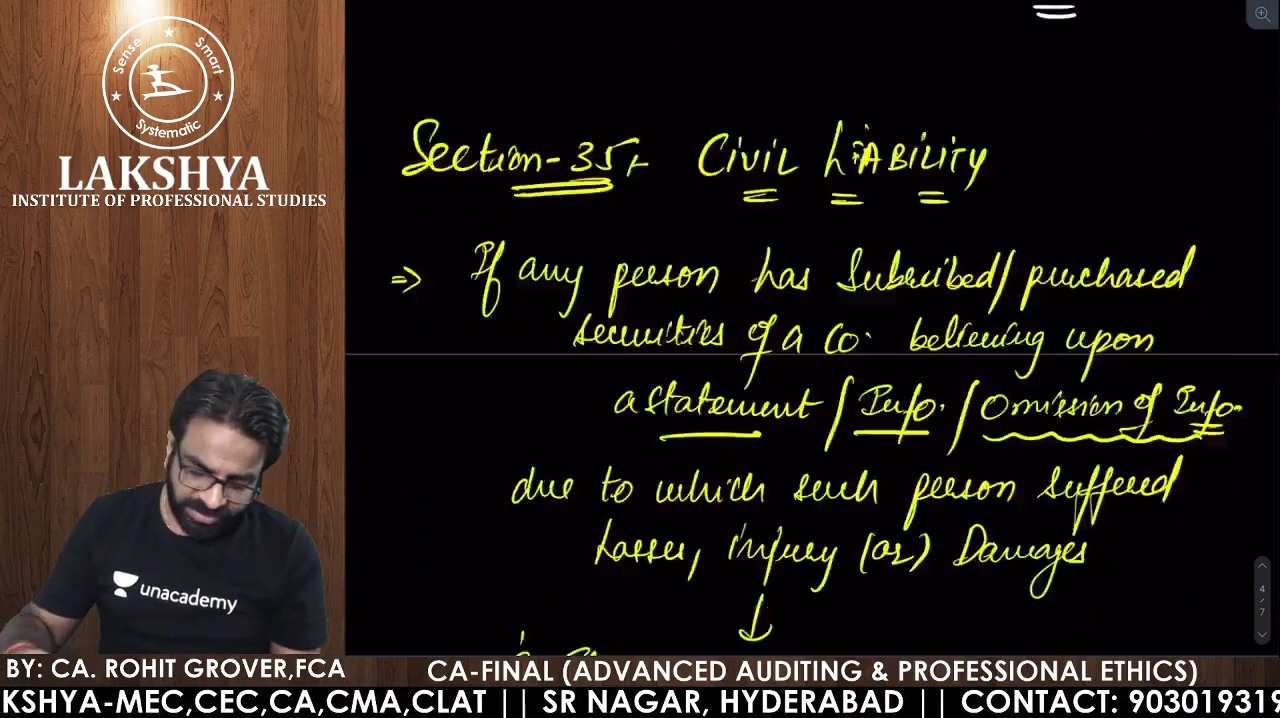 Sense
Smart
Systematic
LAKSHYA
INSTITUTE OF PROFESSIONAL STUDIES
Section-35:- CIVIL LiABILITY
⇒ If any person has Subscribed/purchased
securities of a Co. believing upon
a statement / Info. / Omission of Info.
due to which such person suffered
Losses, injury (or) Damages
4
/
7
unacademy
BY: CA. ROHIT GROVER,FCA
CA-FINAL (ADVANCED AUDITING & PROFESSIONAL ETHICS)
KSHYA-MEC,CEC,CA,CMA,CLAT || SR NAGAR, HYDERABAD || CONTACT: 903019319